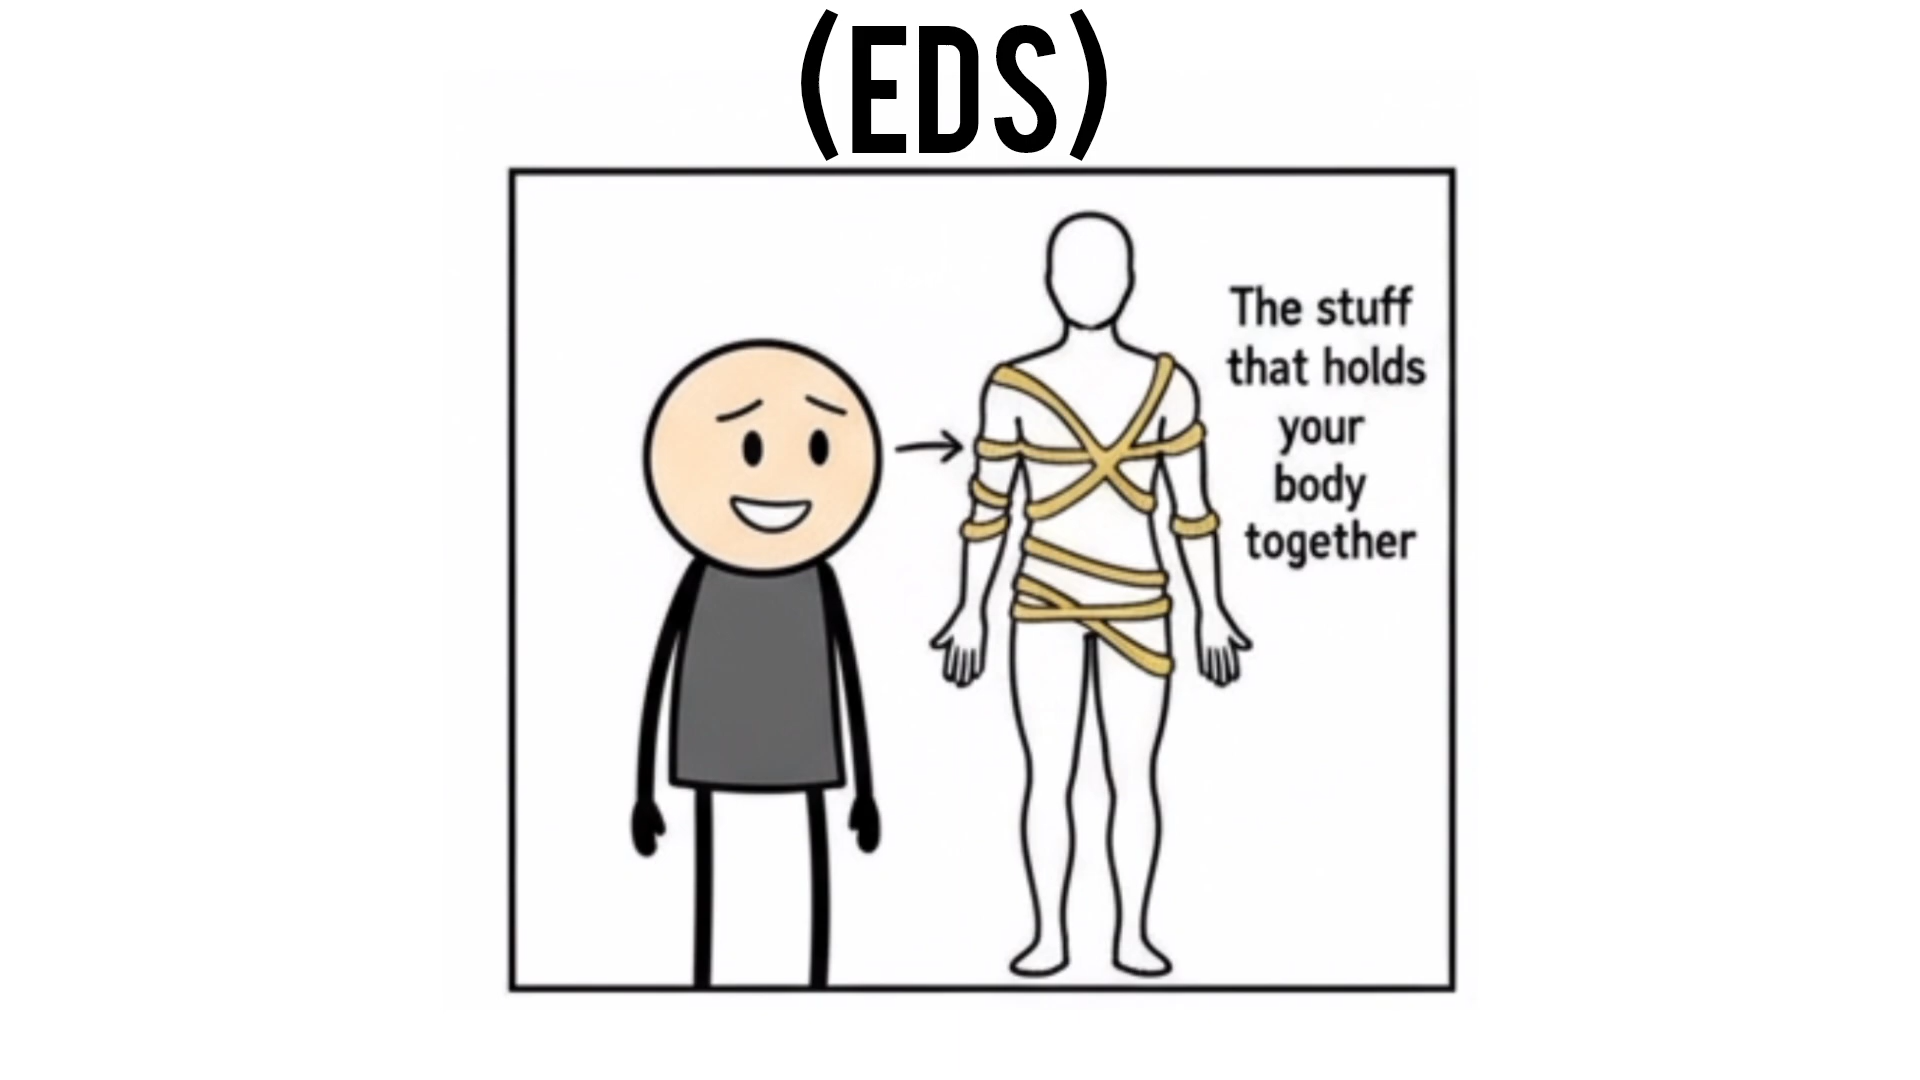 (EDS)
The stuff
that holds
your
body
together